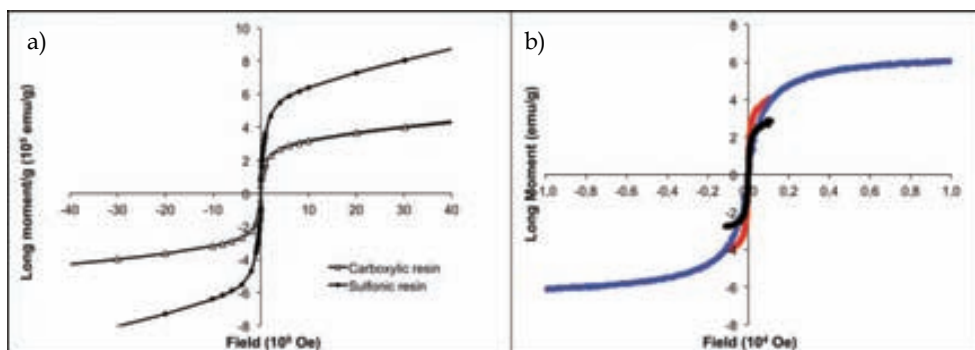 a)
Long moment/g emu/g)
10
8
6
4
2
0
-40 -30 -20 -10 10 20 30 40
-2
-4
-6
-8
Carboxylic resin
Sulfonic resin
Field Oe)
b)
Long Moment (emu/g)
8
6
4
2
0
-1,0 -0,8 -0,6 -0,4 -0,2 0,0 0,2 0,4 0,6 0,8 1,0
-2
-6
-8
Field (10⁴ Oe)